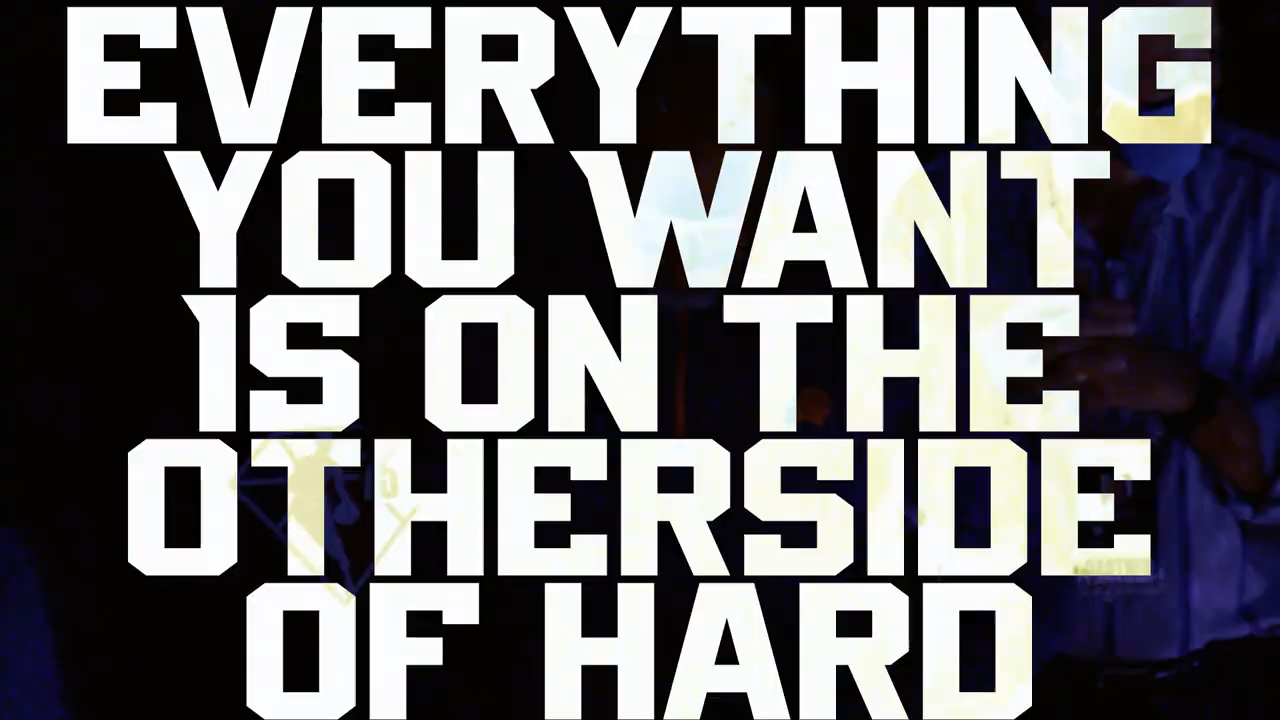 EVERYTHING
YOU WANT
IS ON THE
OTHERSIDE
OF HARD